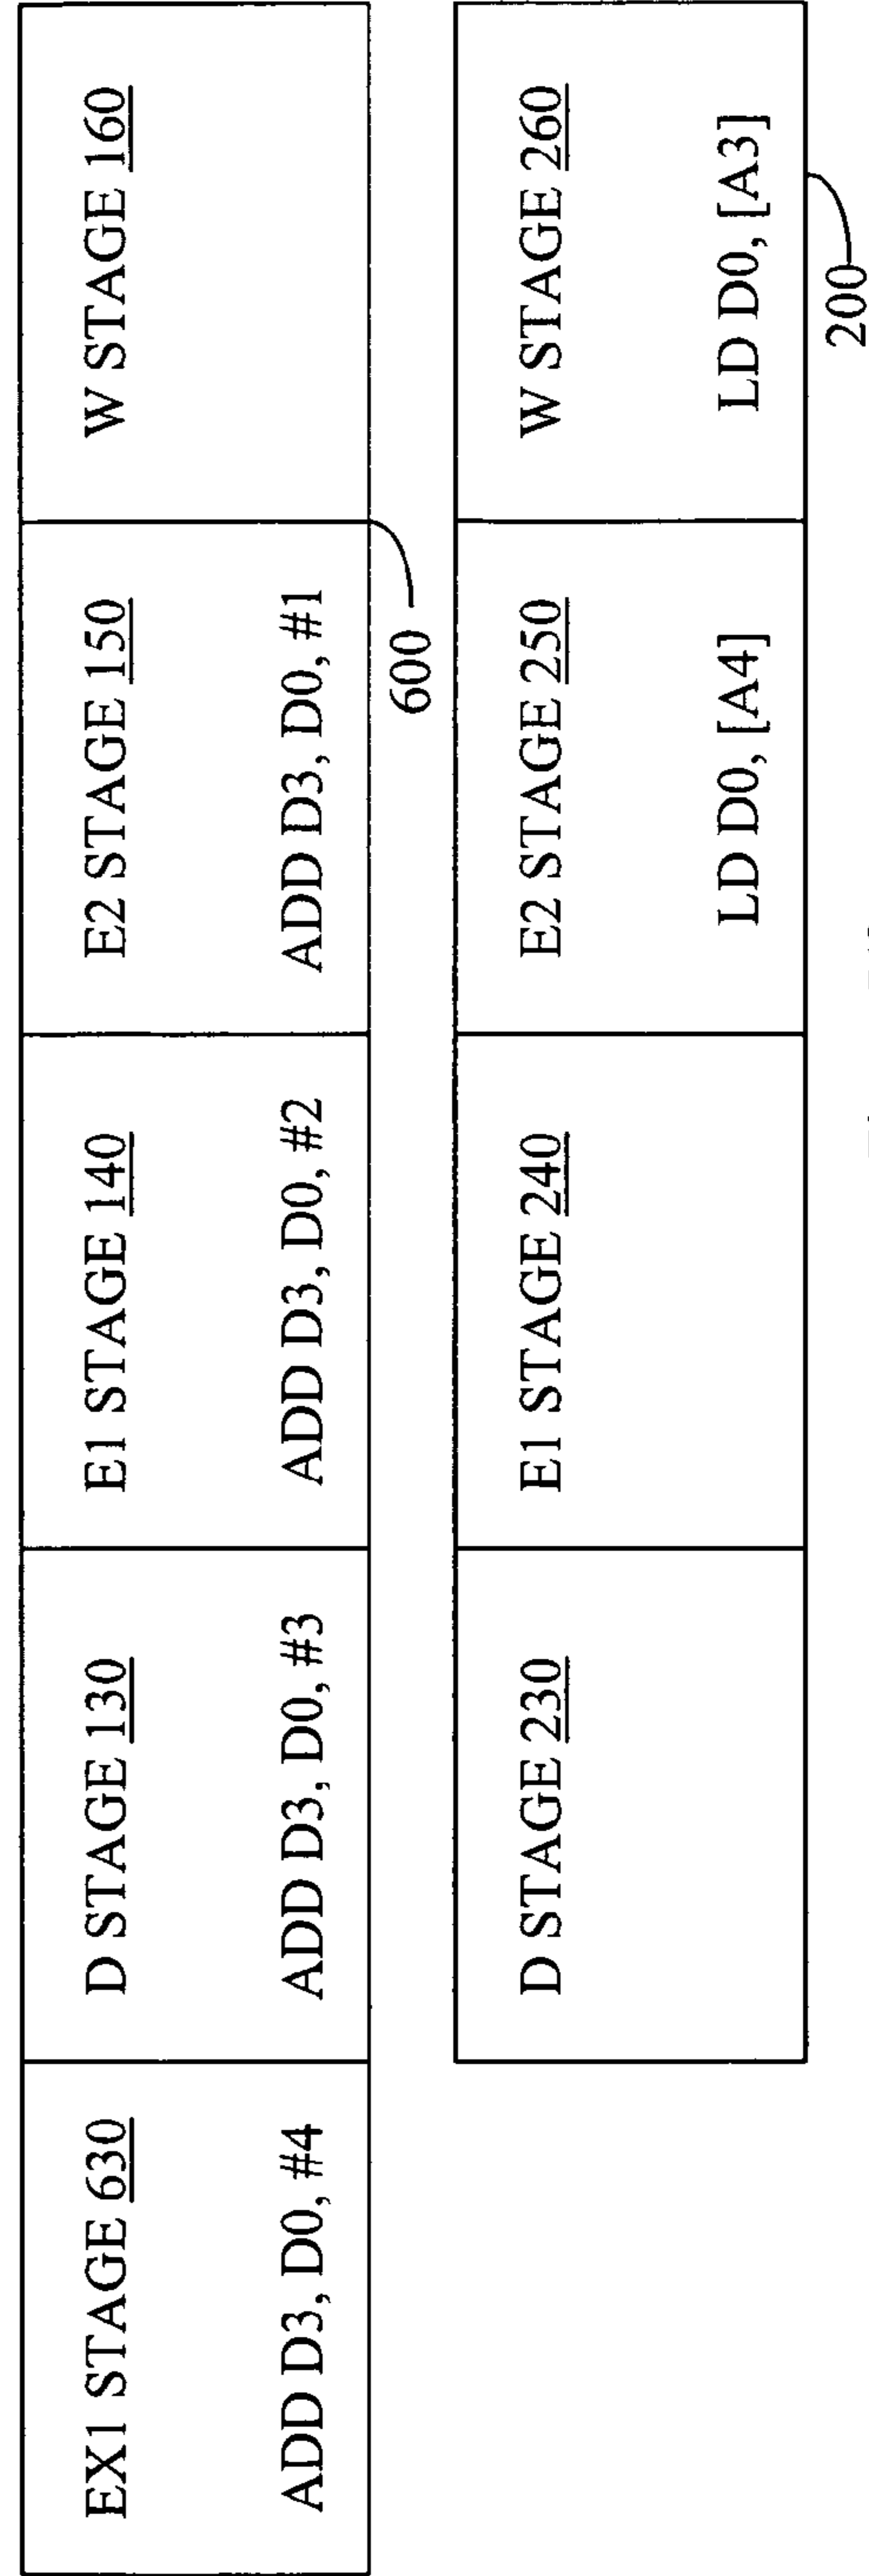 EX1 STAGE 630
ADD D3, D0, #4
D STAGE 130
ADD D3, D0, #3
E1 STAGE 140
ADD D3, D0, #2
E2 STAGE 150
ADD D3, D0, #1
W STAGE 160
600
D STAGE 230
E1 STAGE 240
E2 STAGE 250
LD D0, [A4]
W STAGE 260
LD D0, [A3]
200